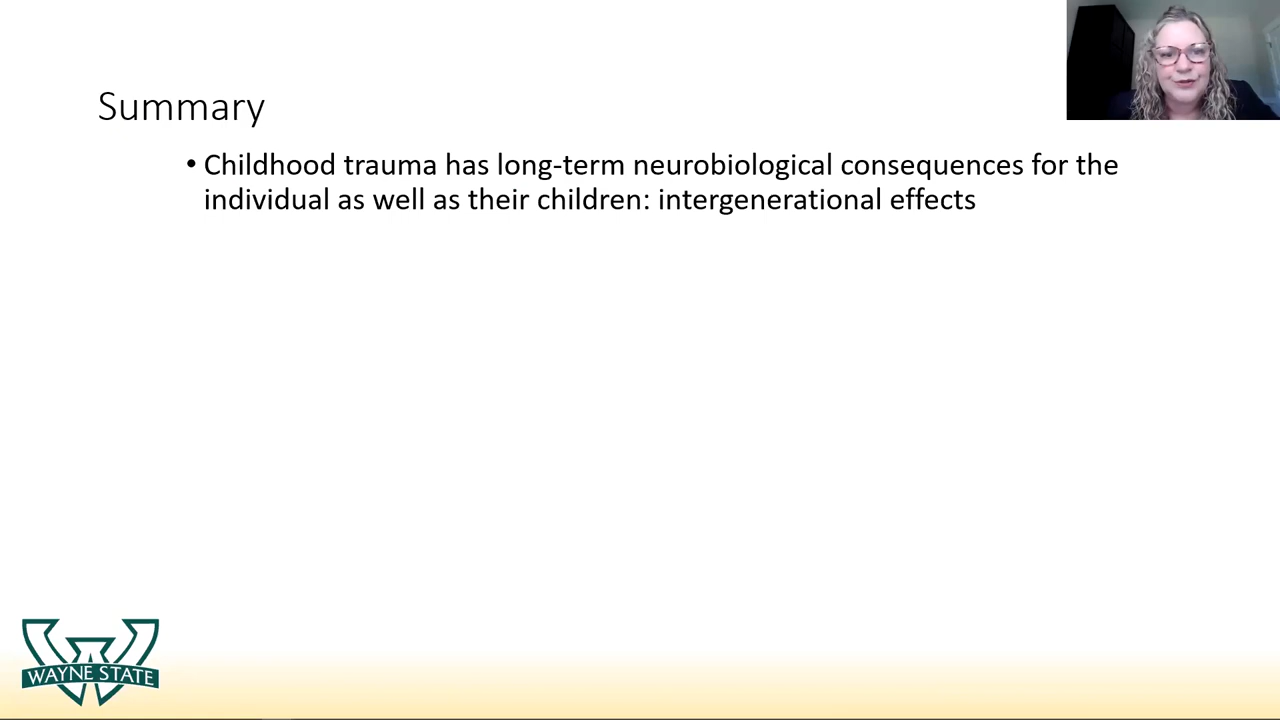 Summary
• Childhood trauma has long-term neurobiological consequences for the
individual as well as their children: intergenerational effects
WAYNE STATE